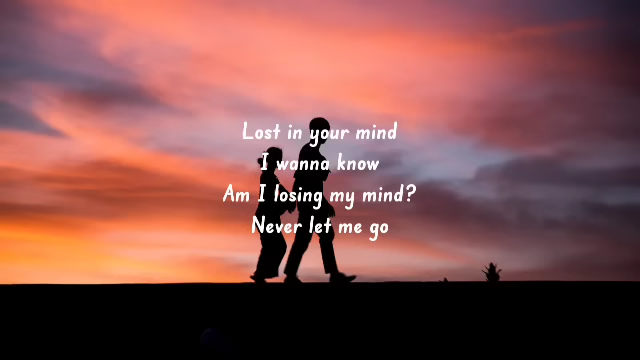 Lost in your mind
I wanna know
Am I losing my mind?
Never let me go